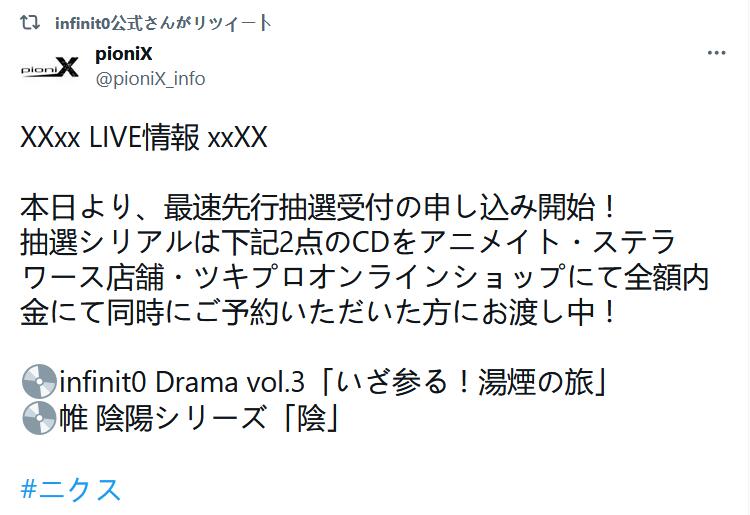 infinit0公式さんがリツイート
pioniX
pioniX
@pioniX_info
XXxx LIVE情報 xxXX
本日より、最速先行抽選受付の申し込み開始！
抽選シリアルは下記2点のCDをアニメイト・ステラ
ワース店舗・ツキプロオンラインショップにて全額内
金にて同時にご予約いただいた方にお渡し中！
💿infinit0 Drama vol.3「いざ参る！湯煙の旅」
💿帷 陰陽シリーズ「陰」
#ニクス